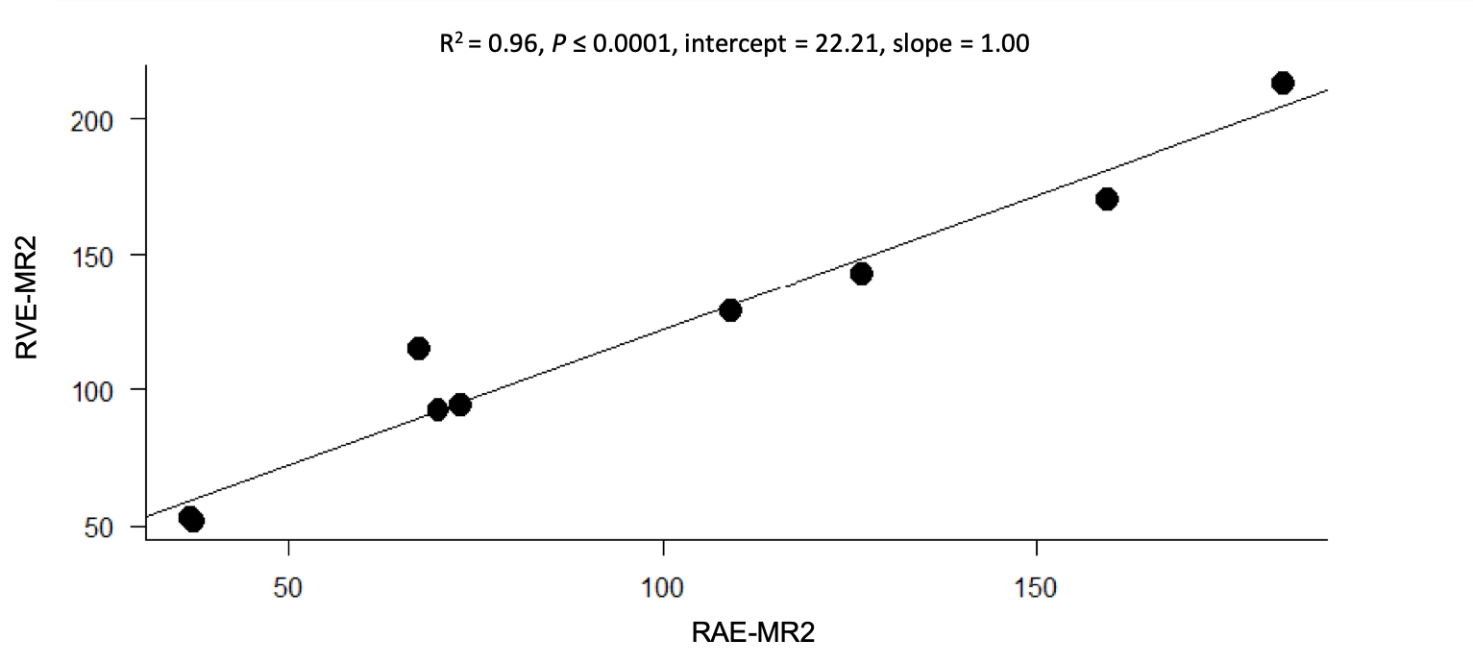 R² = 0.96, P ≤ 0.0001, intercept = 22.21, slope = 1.00
200
150
100
50
RVE-MR2
50 100 150
RAE-MR2